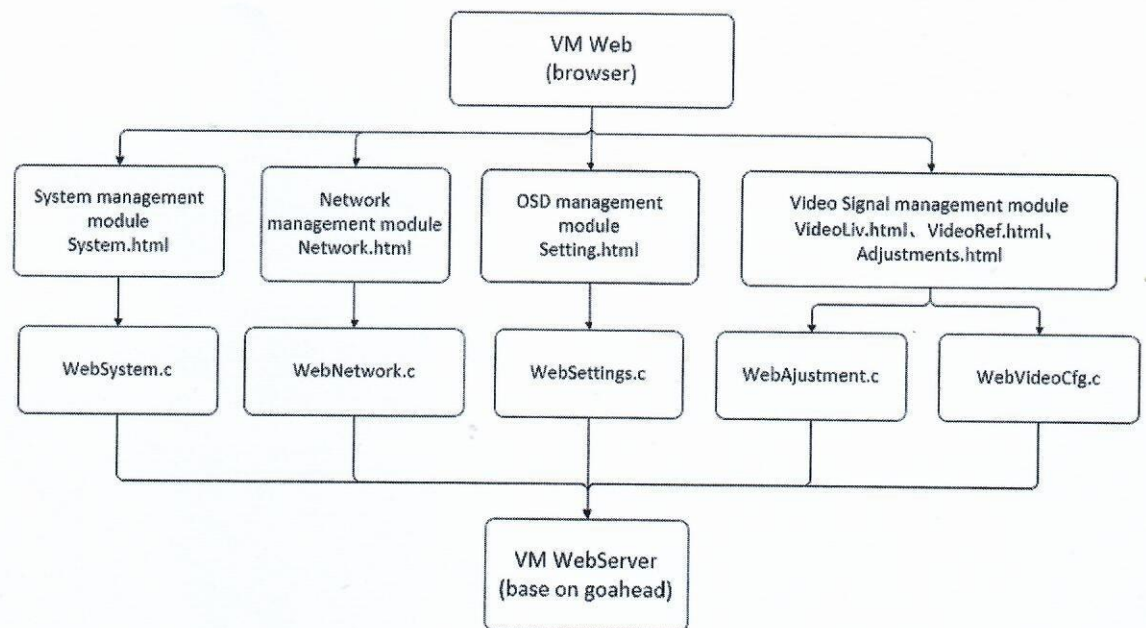 VM Web
(browser)
System management
module
System.html
Network
management module
Network.html
OSD management
module
Setting.html
Video Signal management module
VideoLiv.html、VideoRef.html、
Adjustments.html
WebSystem.c
WebNetwork.c
WebSettings.c
WebAjustment.c
WebVideoCfg.c
VM WebServer
(base on goahead)